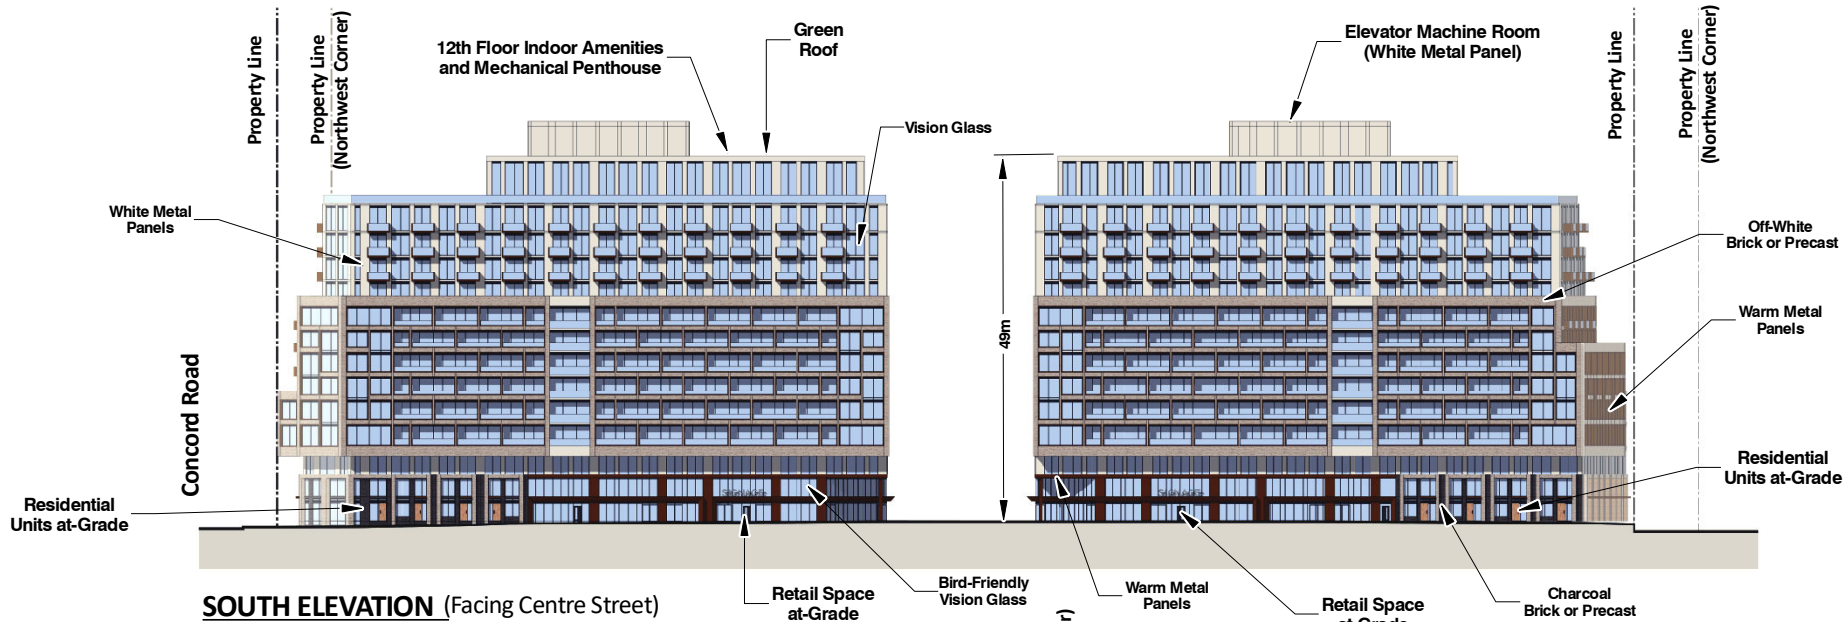 Property Line
Property Line
(Northwest Corner)
12th Floor Indoor Amenities
and Mechanical Penthouse
Green
Roof
Elevator Machine Room
(White Metal Panel)
Property Line
Property Line
(Northwest Corner)
Vision Glass
White Metal
Panels
Off-White
Brick or Precast
49m
Warm Metal
Panels
Concord Road
Residential
Units at-Grade
Residential
Units at-Grade
SOUTH ELEVATION (Facing Centre Street)
Retail Space
at-Grade
Bird-Friendly
Vision Glass
Warm Metal
Panels
Retail Space
at-Grade
Charcoal
Brick or Precast